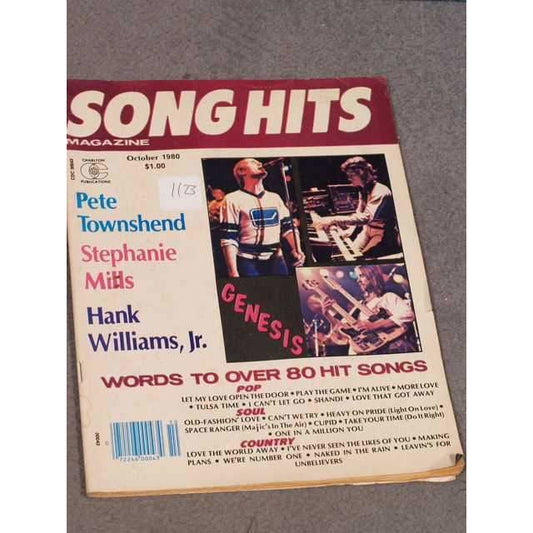 SONG HITS
MAGAZINE
CDC 38642
CHARLTON
PUBLICATIONS
October 1980
$1.00
1123
Pete
Townshend
Stephanie
Mills
Hank
Williams, Jr.
GENESIS
WORDS TO OVER 80 HIT SONGS
POP
LET MY LOVE OPEN THE DOOR • PLAY THE GAME • I'M ALIVE • MORE LOVE
• TULSA TIME • I CAN'T LET GO • SHANDI • LOVE THAT GOT AWAY
SOUL
OLD-FASHION' LOVE • CAN'T WE TRY • HEAVY ON PRIDE (Light On Love) •
SPACE RANGER (Majic's In The Air) • CUPID • TAKE YOUR TIME (Do It Right)
• ONE IN A MILLION YOU
COUNTRY
LOVE THE WORLD AWAY • I'VE NEVER SEEN THE LIKES OF YOU • MAKING
PLANS • WE'RE NUMBER ONE • NAKED IN THE RAIN • LEAVIN'S FOR
UNBELIEVERS
72246 00043